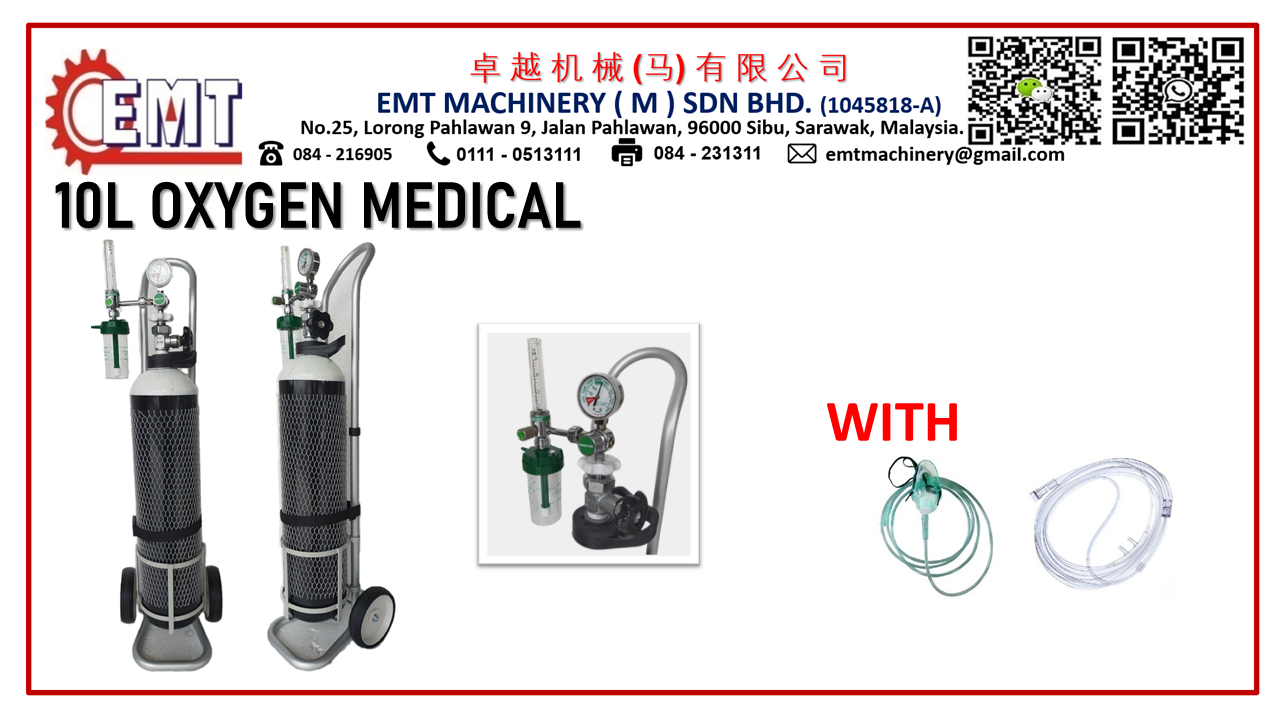 EMT
卓越机械(马)有限公司
EMT MACHINERY ( M ) SDN BHD. (1045818-A)
No.25, Lorong Pahlawan 9, Jalan Pahlawan, 96000 Sibu, Sarawak, Malaysia.
084 - 216905 0111 - 0513111 084 - 231311 emtmachinery@gmail.com
10L OXYGEN MEDICAL
WITH